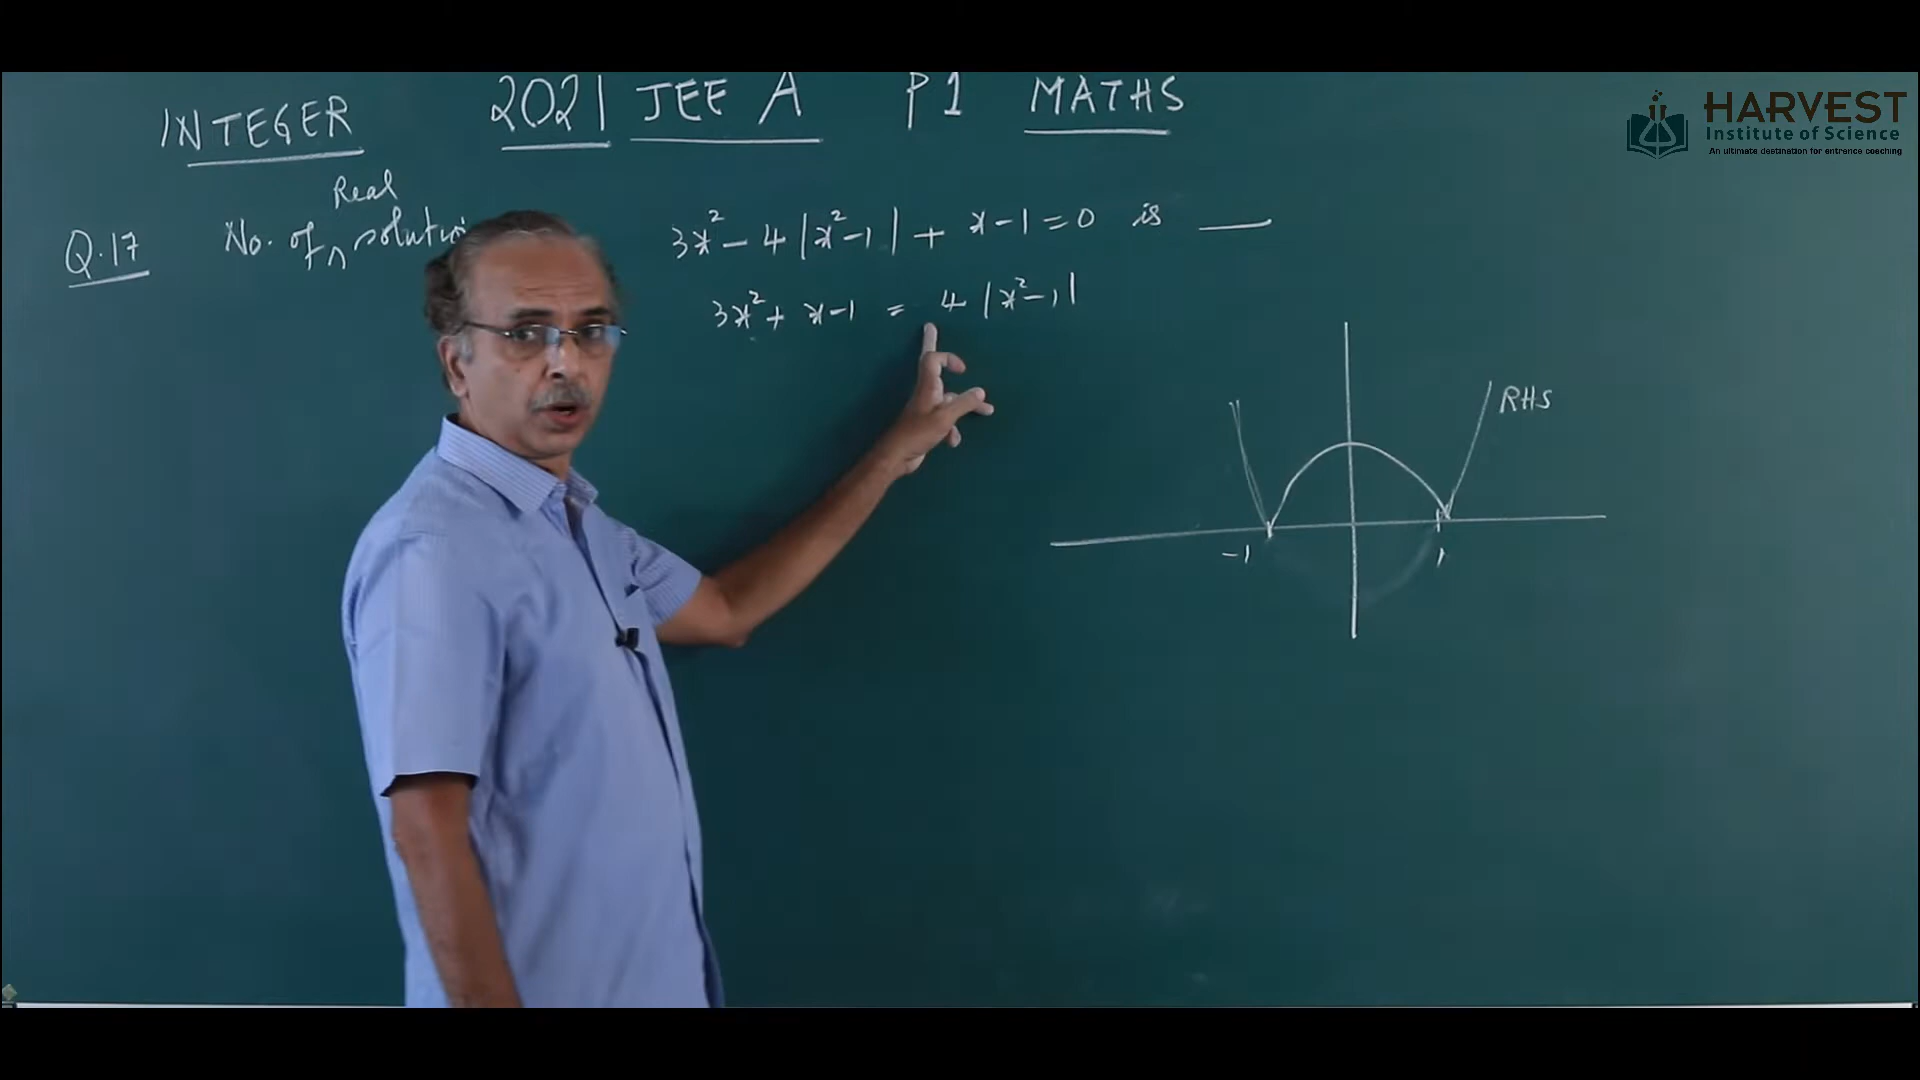 INTEGER 2021 JEE A P1 MATHS
HARVEST
Institute of Science
An ultimate destination for entrance coaching
Real
Q.17 No. of solutio 3x² - 4|x²-1| + x-1 = 0 is ___
3x² + x-1 = 4|x²-1|
RHS
-1 1